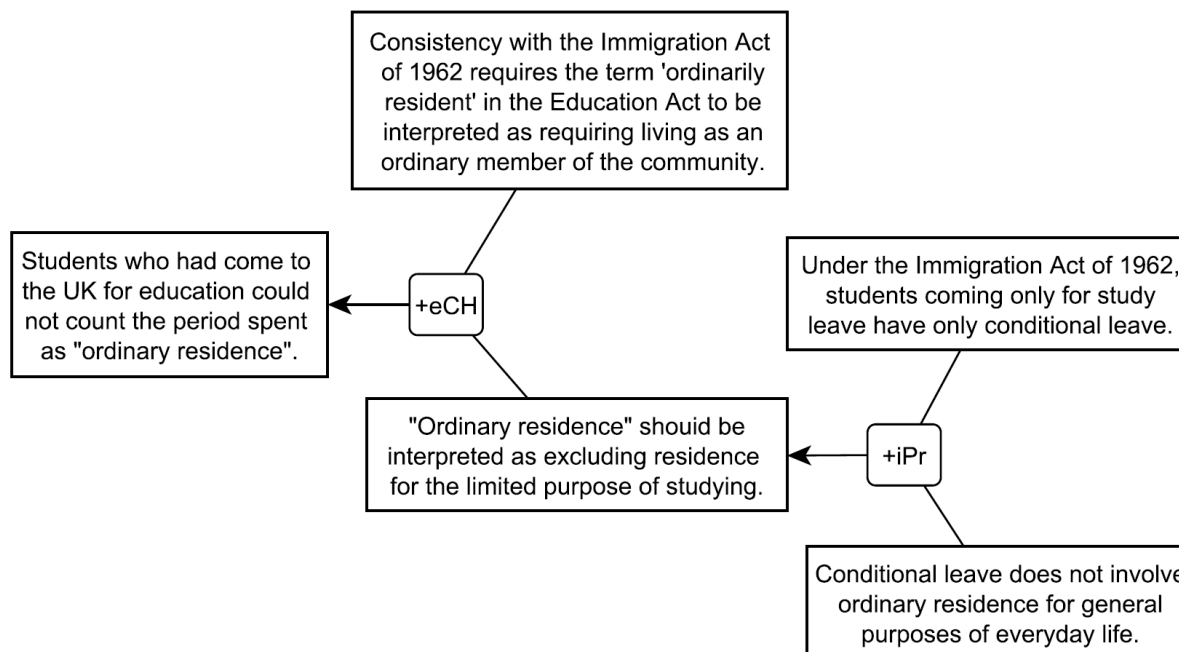 Consistency with the Immigration Act
of 1962 requires the term 'ordinarily
resident' in the Education Act to be
interpreted as requiring living as an
ordinary member of the community.
Students who had come to
the UK for education could
not count the period spent
as "ordinary residence".
+eCH
Under the Immigration Act of 1962,
students coming only for study
leave have only conditional leave.
"Ordinary residence" shouid be
interpreted as excluding residence
for the limited purpose of studying.
+iPr
Conditional leave does not involve
ordinary residence for general
purposes of everyday life.